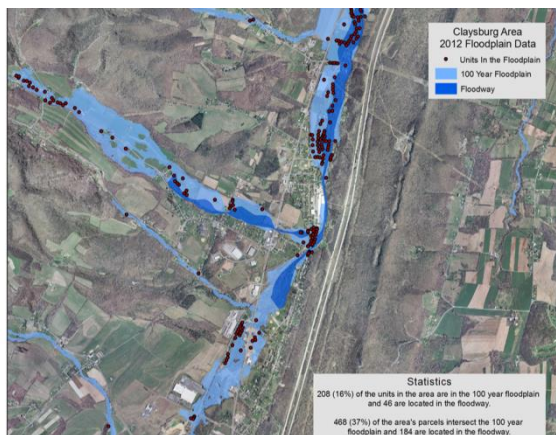 Claysburg Area
2012 Floodplain Data
Units In the Floodplain
100 Year Floodplain
Floodway
Statistics
208 (16%) of the units in the area are in the 100 year floodplain
and 46 are located in the floodway.
468 (37%) of the area's parcels intersect the 100 year
floodplain and 184 are located in the floodway.